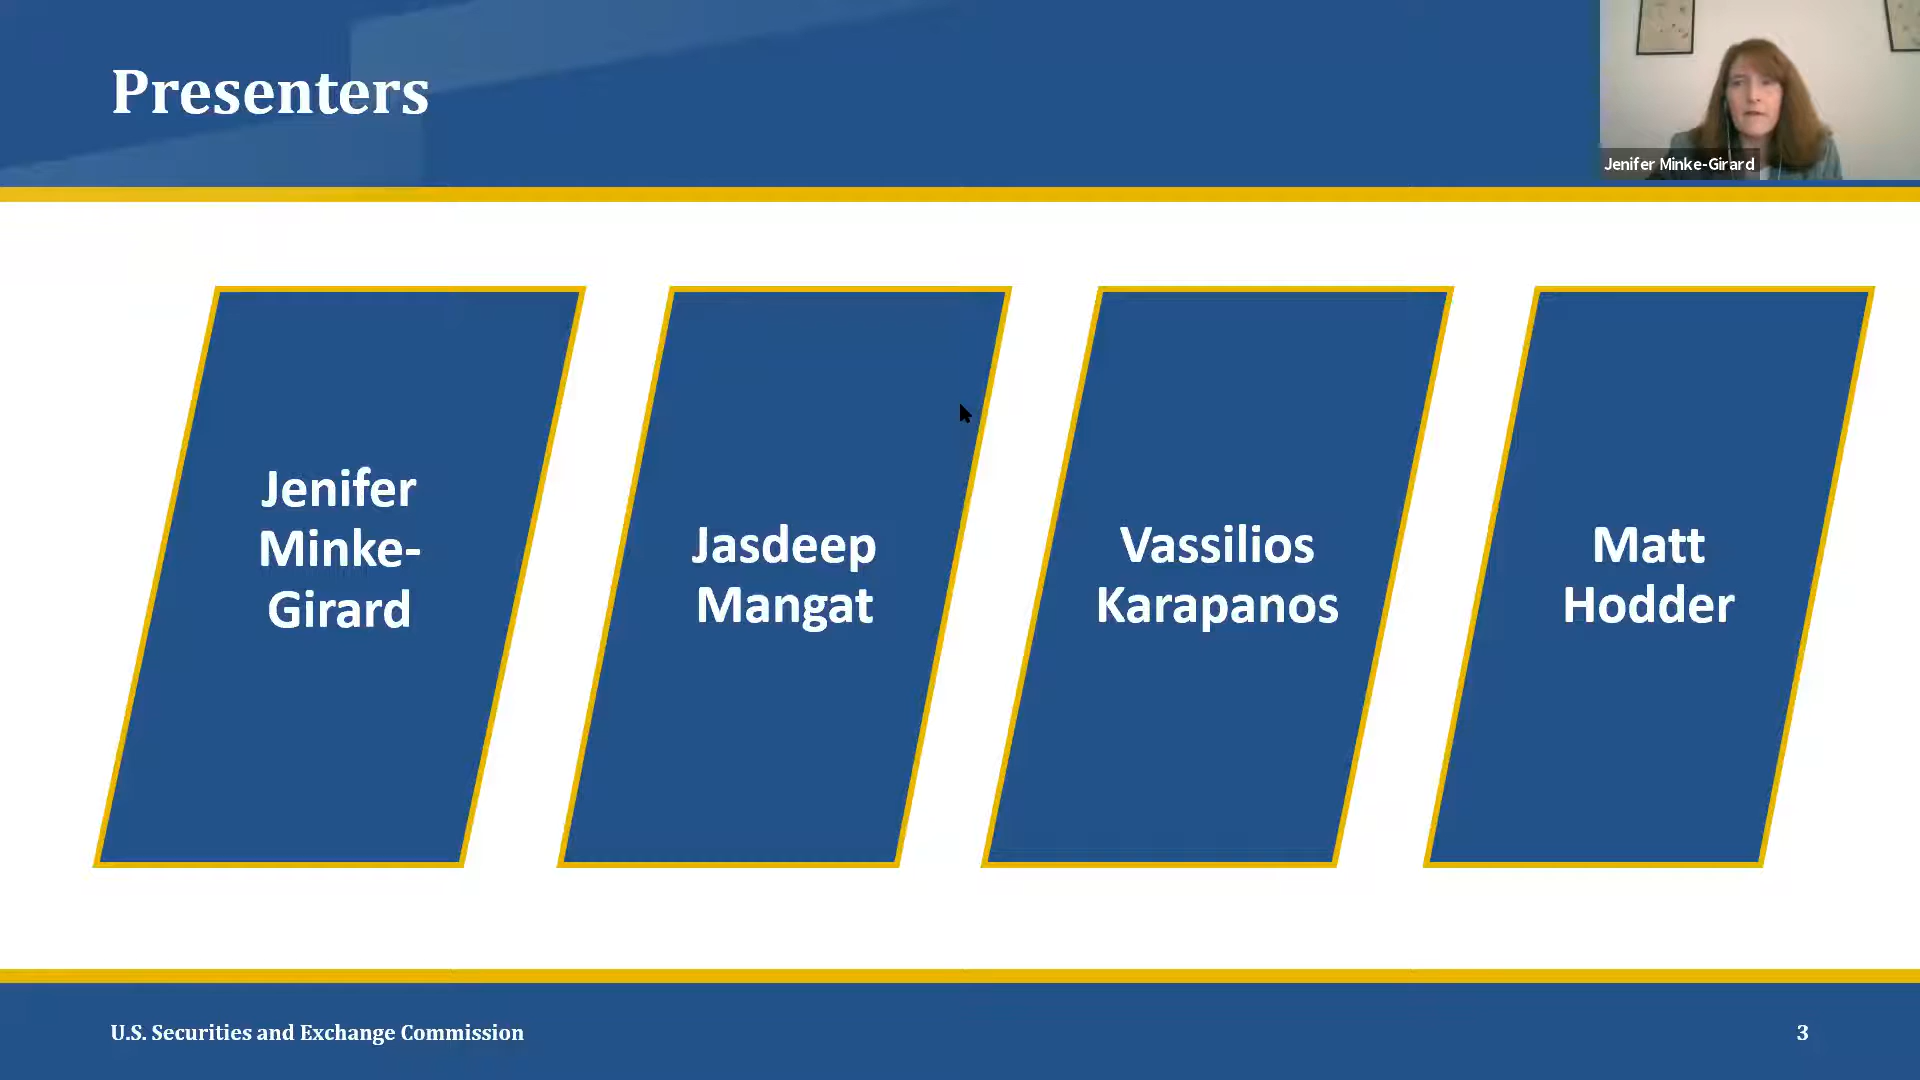 Presenters
Jenifer Minke-Girard
Jenifer
Minke-
Girard
Jasdeep
Mangat
Vassilios
Karapanos
Matt
Hodder
U.S. Securities and Exchange Commission
3